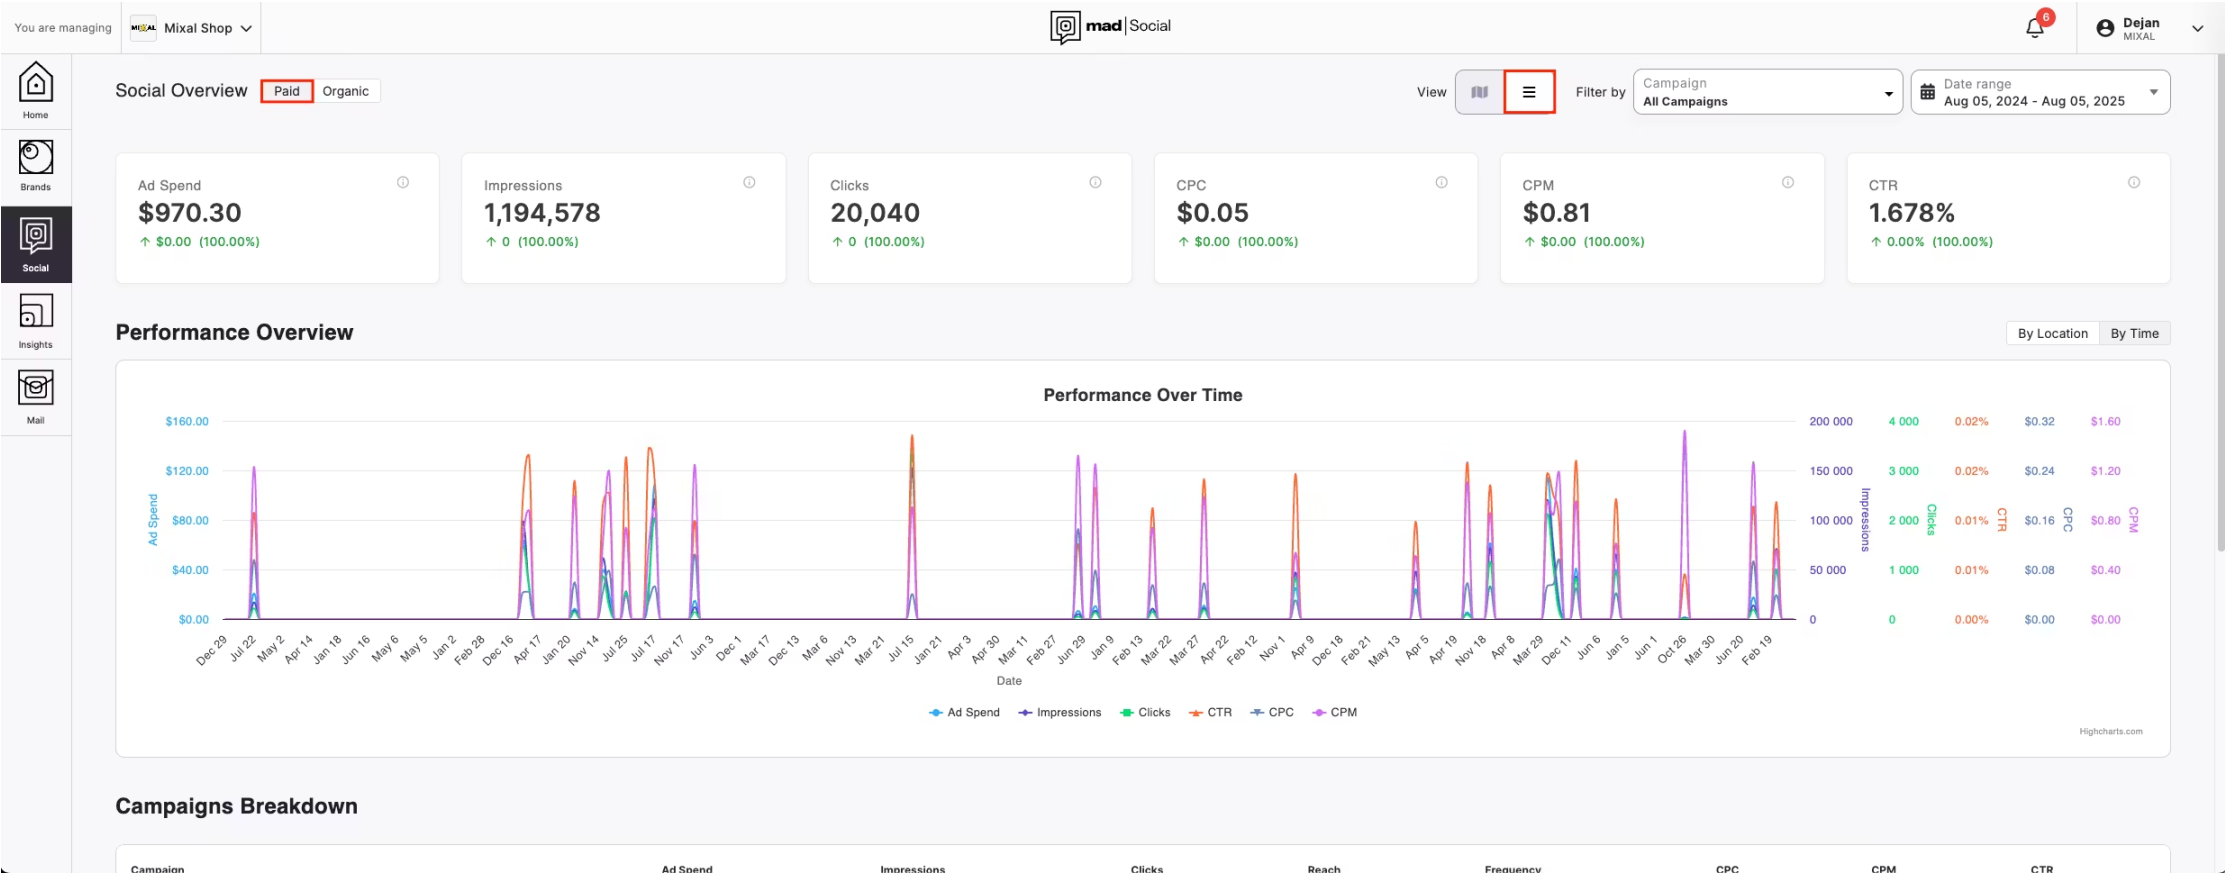 You are managing
MIXAL
Mixal Shop
mad|Social
6
Dejan
MIXAL
Home
Brands
Social
Insights
Mail
Social Overview
Paid
Organic
View
Filter by
Campaign
All Campaigns
Date range
Aug 05, 2024 - Aug 05, 2025
Ad Spend
$970.30
$0.00 (100.00%)
Impressions
1,194,578
0 (100.00%)
Clicks
20,040
0 (100.00%)
CPC
$0.05
$0.00 (100.00%)
CPM
$0.81
$0.00 (100.00%)
CTR
1.678%
0.00% (100.00%)
Performance Overview
By Location
By Time
Performance Over Time
$160.00
$120.00
$80.00
$40.00
$0.00
Ad Spend
200 000
150 000
100 000
50 000
0
Impressions
4 000
3 000
2 000
1 000
0
Clicks
0.02%
0.02%
0.01%
0.01%
0.00%
CTR
$0.32
$0.24
$0.16
$0.08
$0.00
CPC
$1.60
$1.20
$0.80
$0.40
$0.00
CPM
Dec 29
Jul 22
May 2
Apr 14
Jan 18
Jun 16
May 6
May 5
Jan 2
Feb 28
Dec 16
Apr 17
Jan 20
Nov 14
Jul 25
Jul 17
Nov 17
Jun 3
Dec 1
Mar 17
Dec 13
Mar 6
Nov 13
Mar 21
Jul 15
Jan 21
Apr 3
Apr 30
Mar 11
Feb 27
Jun 29
Jan 9
Feb 13
Mar 22
Mar 27
Apr 22
Feb 12
Nov 1
Apr 9
Dec 18
Feb 21
May 13
Apr 5
Apr 19
Nov 18
Apr 8
Mar 29
Dec 11
Jun 6
Jan 5
Jun 1
Oct 26
Mar 30
Jun 20
Feb 19
Date
Ad Spend
Impressions
Clicks
CTR
CPC
CPM
Highcharts.com
Campaigns Breakdown
Campaign
Ad Spend
Impressions
Clicks
Reach
Frequency
CPC
CPM
CTR